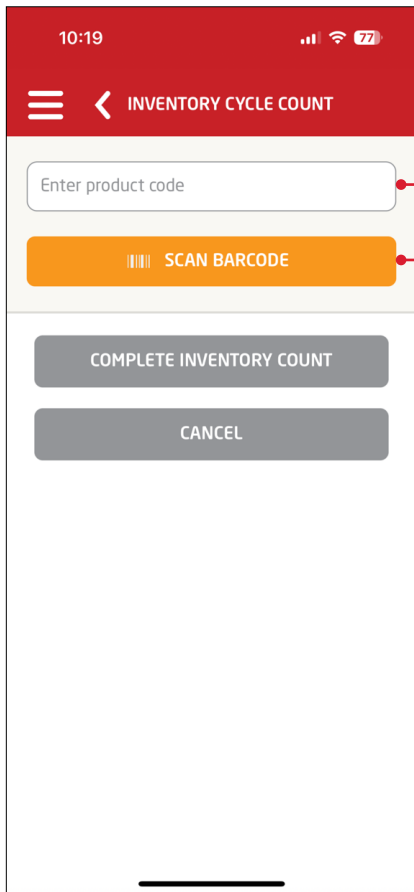 10:19
77
INVENTORY CYCLE COUNT
Enter product code
SCAN BARCODE
COMPLETE INVENTORY COUNT
CANCEL